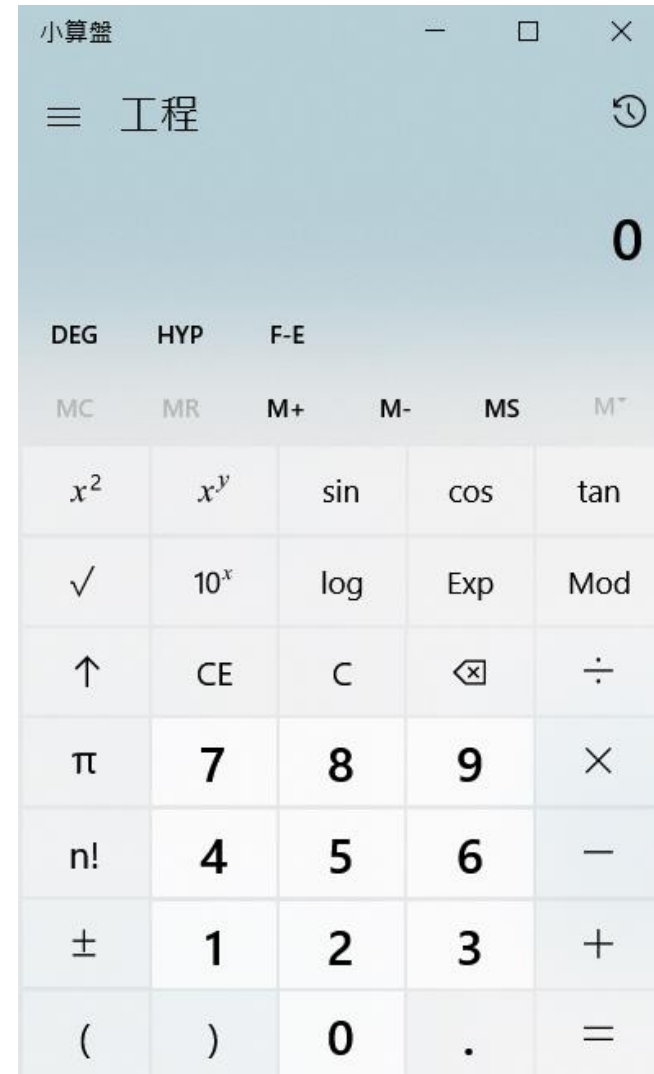 小算盤
工程
0
DEG HYP F-E
MC MR M+ M- MS M
x² xʸ sin cos tan
√ 10ˣ log Exp Mod
↑ CE C ÷
π 7 8 9 ×
n! 4 5 6 −
± 1 2 3 +
( ) 0 . =